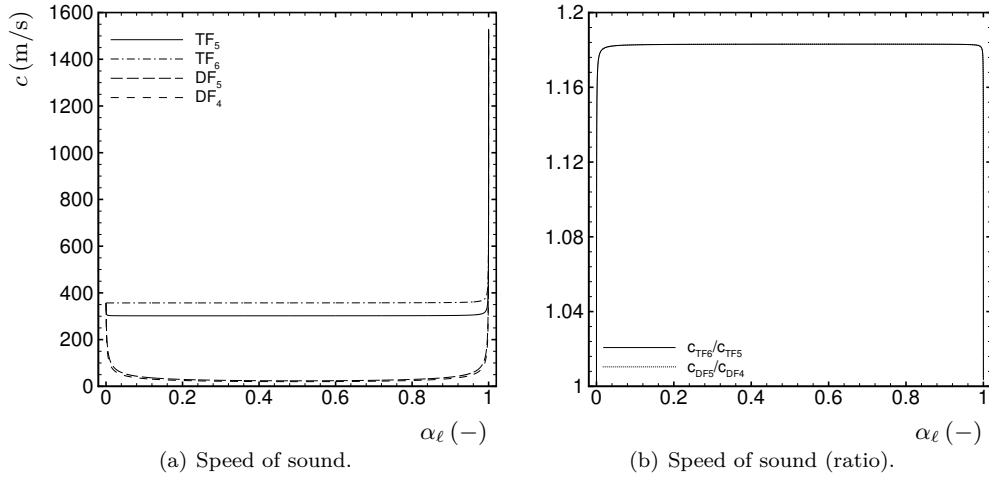 c (m/s)
1600
1400
1200
1000
800
600
400
200
0
TF5
TF6
DF5
DF4
0 0.2 0.4 0.6 0.8 1
αℓ (−)
(a) Speed of sound.
1.2
1.16
1.12
1.08
1.04
1
cTF6/cTF5
cDF5/cDF4
0 0.2 0.4 0.6 0.8 1
αℓ (−)
(b) Speed of sound (ratio).